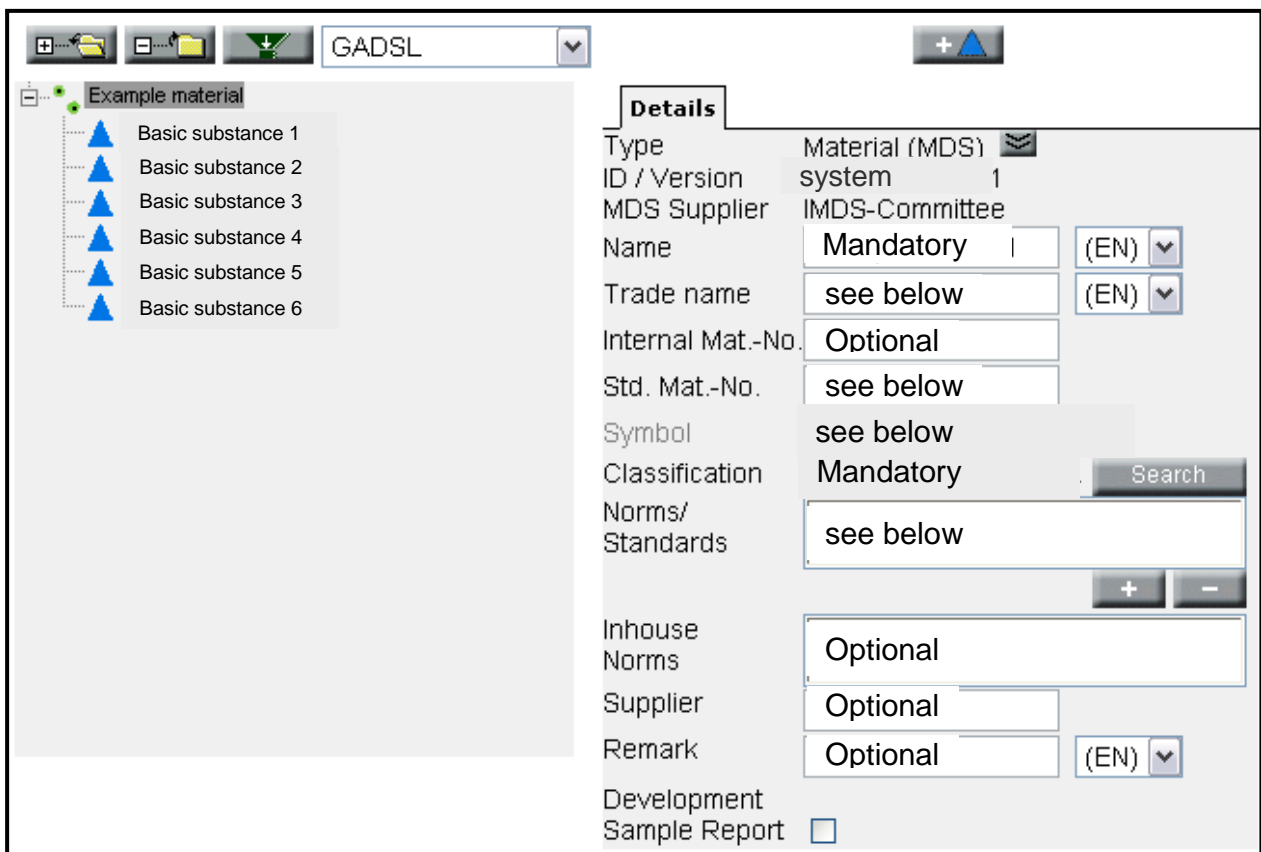 GADSL
Example material
Basic substance 1
Basic substance 2
Basic substance 3
Basic substance 4
Basic substance 5
Basic substance 6
Details
Type Material (MDS)
ID / Version system 1
MDS Supplier IMDS-Committee
Name Mandatory (EN)
Trade name see below (EN)
Internal Mat.-No. Optional
Std. Mat.-No. see below
Symbol see below
Classification Mandatory Search
Norms/
Standards see below
+ −
Inhouse
Norms Optional
Supplier Optional
Remark Optional (EN)
Development
Sample Report